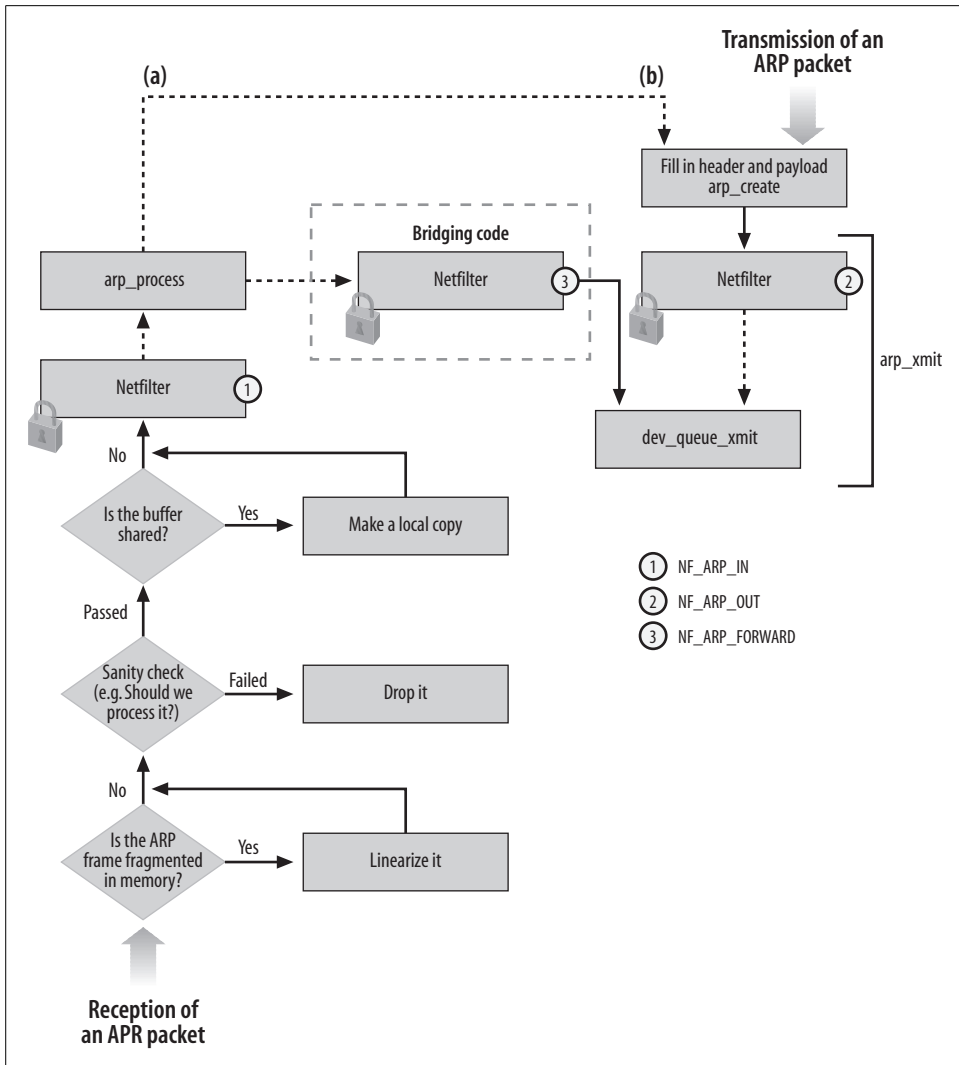 Transmission of an
ARP packet
(a)
(b)
Fill in header and payload
arp_create
Bridging code
arp_process
Netfilter
3
Netfilter
2
arp_xmit
Netfilter
1
dev_queue_xmit
No
Is the buffer
shared?
Yes
Make a local copy
1 NF_ARP_IN
2 NF_ARP_OUT
3 NF_ARP_FORWARD
Passed
Sanity check
(e.g. Should we
process it?)
Failed
Drop it
No
Is the ARP
frame fragmented
in memory?
Yes
Linearize it
Reception of
an APR packet